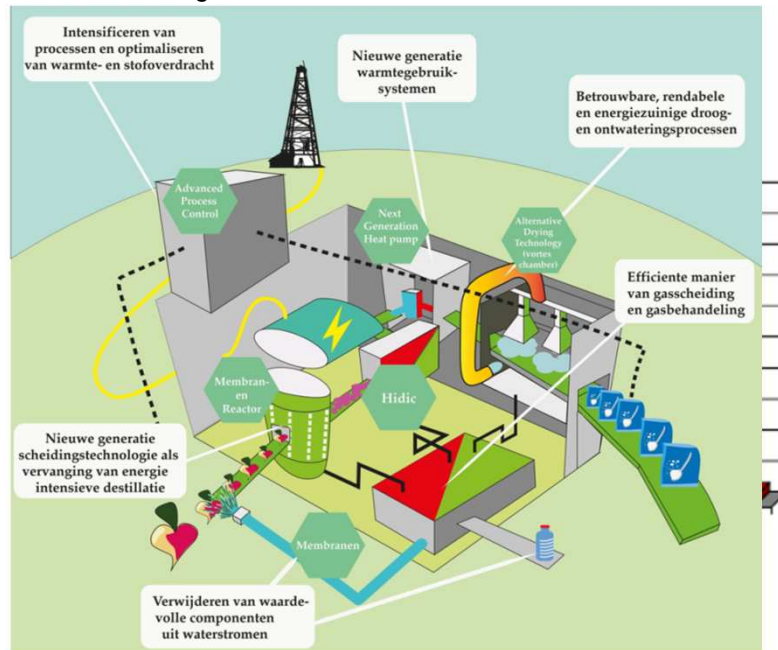 Intensificeren van
processen en optimaliseren
van warmte- en stofoverdracht
Nieuwe generatie
warmtegebruik-
systemen
Betrouwbare, rendabele
en energiezuinige droog-
en ontwateringsprocessen
Advanced
Process
Control
Next
Generation
Heat pump
Alternative
Drying
Technology
(vortex
chamber)
Efficiente manier
van gasscheiding
en gasbehandeling
Membran-
en
Reactor
Hidic
Nieuwe generatie
scheidingstechnologie als
vervanging van energie
intensieve destillatie
Membranen
Verwijderen van waarde-
volle componenten
uit waterstromen